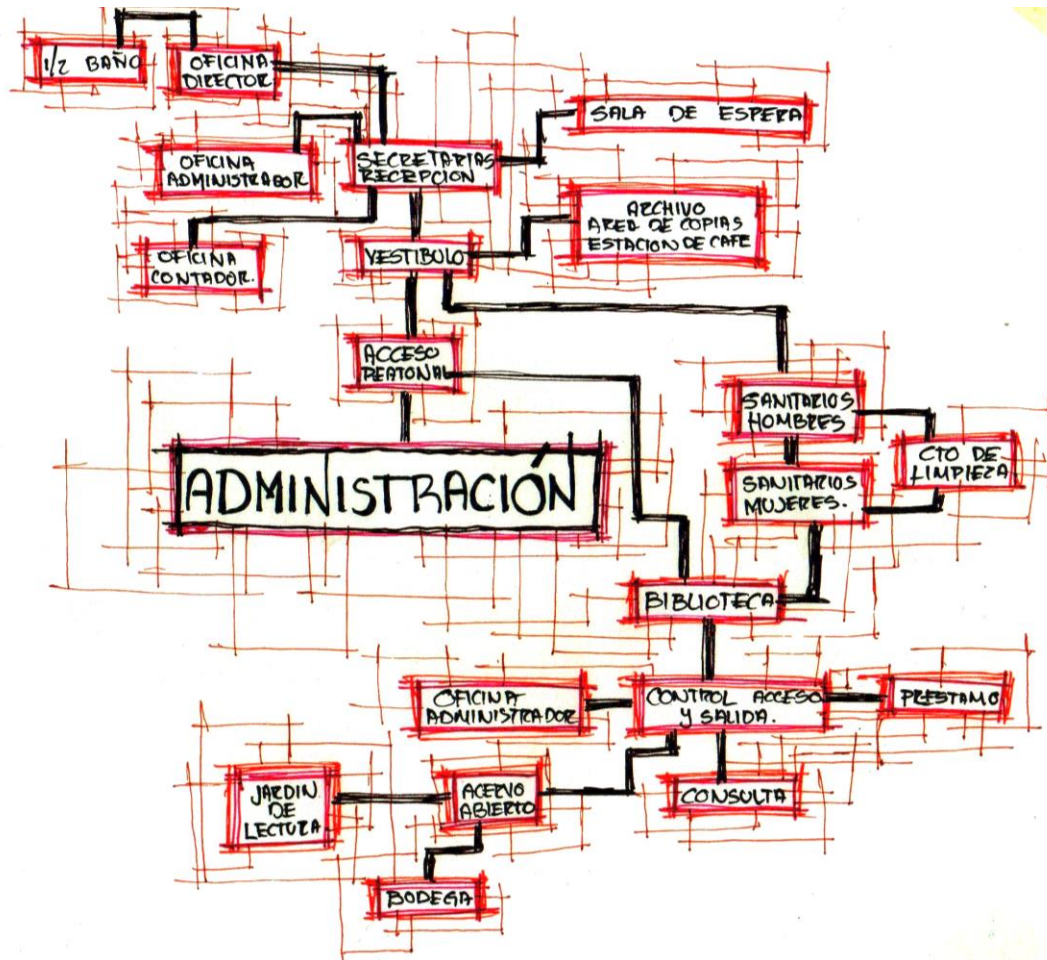 1/2 BAÑO
OFICINA
DIRECTOR.
SALA DE ESPERA
OFICINA
ADMINISTRADOR
SECRETARIAS
RECEPCION
ARCHIVO
AREA DE COPIAS
ESTACION DE CAFE
OFICINA
CONTADOR.
VESTIBULO
ACCESO
PEATONAL
SANITARIOS
HOMBRES
CTO DE
LIMPIEZA
SANITARIOS
MUJERES.
ADMINISTRACIÓN
BIBLIOTECA
OFICINA
ADMINISTRADOR
CONTROL ACCESO
Y SALIDA.
PRESTAMO
JARDIN
DE
LECTURA
ACERVO
ABIERTO
CONSULTA
BODEGA